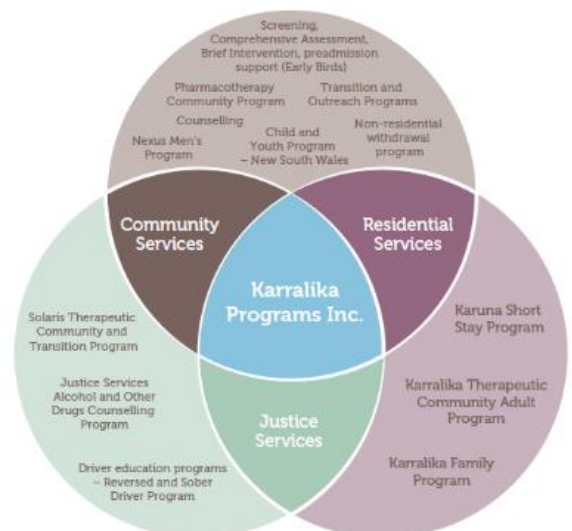 Screening,
Comprehensive Assessment,
Brief Intervention, preadmission
support (Early Birds)
Pharmacotherapy
Community Program
Transition and
Outreach Programs
Counselling
Nexus Men's
Program
Child and
Youth Program
– New South Wales
Non-residential
withdrawal
program
Community
Services
Residential
Services
Karralika
Programs Inc.
Solaris Therapeutic
Community and
Transition Program
Justice Services
Alcohol and Other
Drugs Counselling
Program
Driver education programs
– Reversed and Sober
Driver Program
Justice
Services
Karuna Short
Stay Program
Karralika Therapeutic
Community Adult
Program
Karralika Family
Program